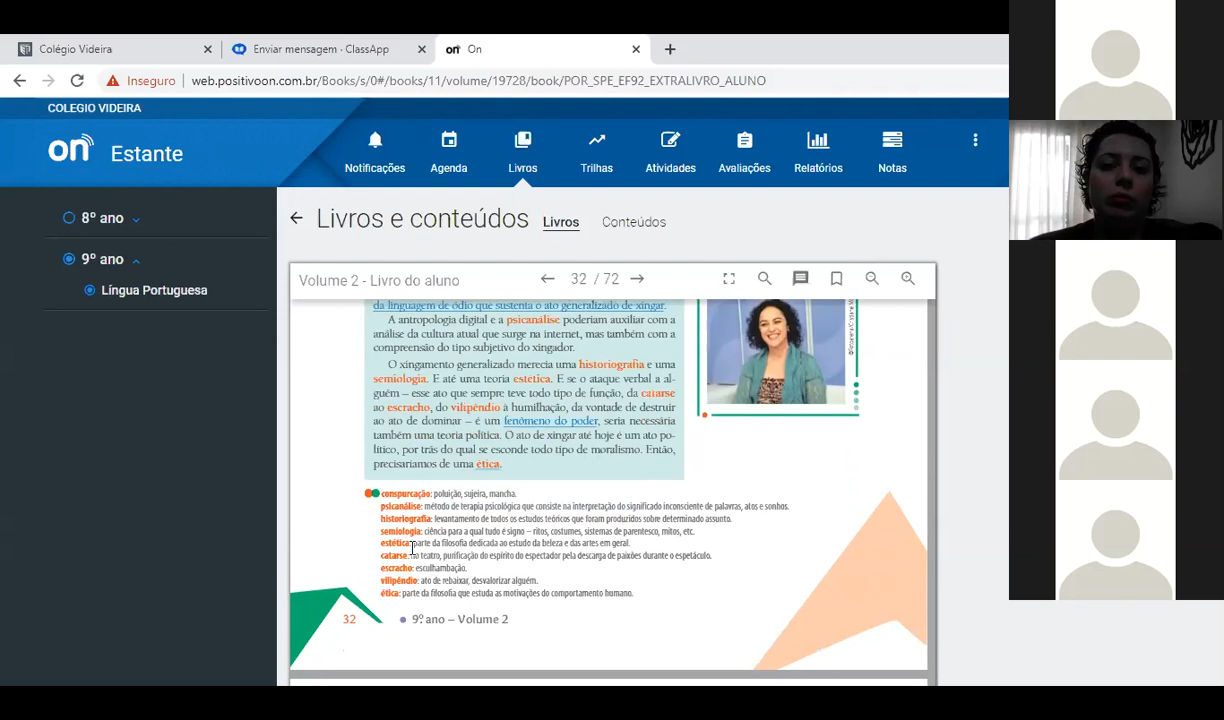 Colégio Videira
Enviar mensagem - ClassApp
On
Inseguro
web.positivoon.com.br/Books/s/0#/books/11/volume/19728/book/POR_SPE_EF92_EXTRALIVRO_ALUNO
COLEGIO VIDEIRA
on Estante
Notificações
Agenda
Livros
Trilhas
Atividades
Avaliações
Relatórios
Notas
8º ano
9º ano
Língua Portuguesa
Livros e conteúdos
Livros
Conteúdos
Volume 2 - Livro do aluno
32 / 72
da linguagem de ódio que sustenta o ato generalizado de xingar.
A antropologia digital e a psicanálise poderiam auxiliar com a
análise da cultura atual que surge na internet, mas também com a
compreensão do tipo subjetivo do xingador.
O xingamento generalizado merecia uma historiografia e uma
semiologia. E até uma teoria estética. E se o ataque verbal a al-
guém – esse ato que sempre teve todo tipo de função, da catarse
ao escracho, do vilipêndio à humilhação, da vontade de destruir
ao ato de dominar – é um fenômeno do poder, seria necessária
também uma teoria política. O ato de xingar até hoje é um ato po-
lítico, por trás do qual se esconde todo tipo de moralismo. Então,
precisaríamos de uma ética.
conspurcação: poluição, sujeira, mancha.
psicanálise: método de terapia psicológica que consiste na interpretação do significado inconsciente de palavras, atos e sonhos.
historiografia: levantamento de todos os estudos teóricos que foram produzidos sobre determinado assunto.
semiologia: ciência para a qual tudo é signo – ritos, costumes, sistemas de parentesco, mitos, etc.
estética: parte da filosofia dedicada ao estudo da beleza e das artes em geral.
catarse: no teatro, purificação do espírito do espectador pela descarga de paixões durante o espetáculo.
escracho: esculhambação.
vilipêndio: ato de rebaixar, desvalorizar alguém.
ética: parte da filosofia que estuda as motivações do comportamento humano.
32
9º. ano – Volume 2